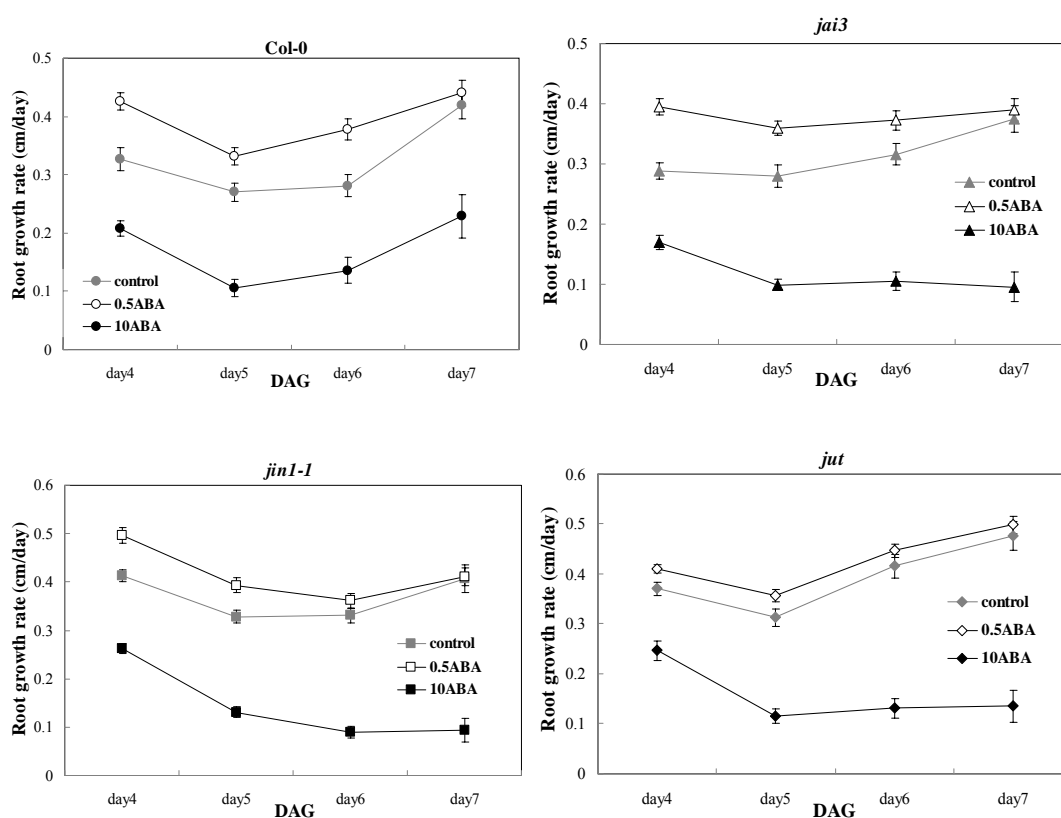 Col-0
Root growth rate (cm/day)
0.5
0.4
0.3
0.2
0.1
0
control
0.5ABA
10ABA
day4
day5
day6
day7
DAG
jai3
Root growth rate (cm/day)
0.5
0.4
0.3
0.2
0.1
0
control
0.5ABA
10ABA
day4
day5
day6
day7
DAG
jin1-1
Root growth rate (cm/day)
0.6
0.5
0.4
0.3
0.2
0.1
0
control
0.5ABA
10ABA
day4
day5
day6
day7
DAG
jut
Root growth rate (cm/day)
0.6
0.5
0.4
0.3
0.2
0.1
0
control
0.5ABA
10ABA
day4
day5
day6
day7
DAG